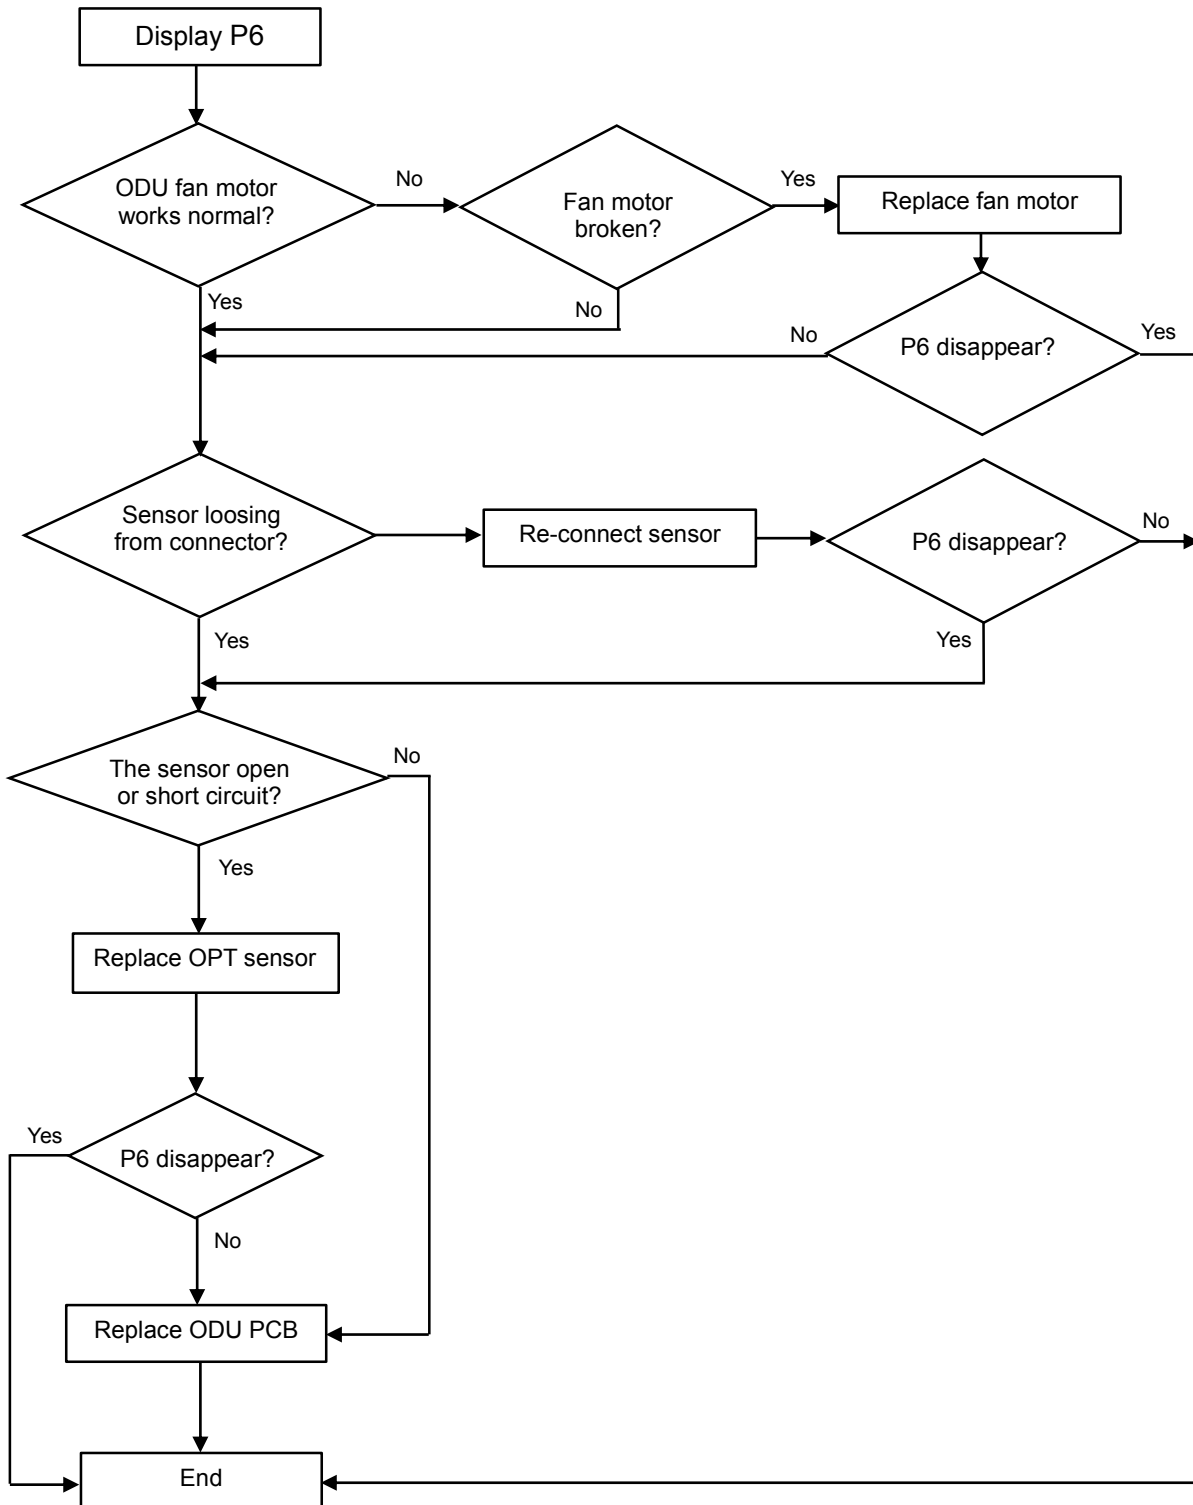 Display P6
ODU fan motor
works normal?
No
Fan motor
broken?
Yes
Replace fan motor
Yes
No
No
P6 disappear?
Yes
Sensor loosing
from connector?
Re-connect sensor
P6 disappear?
No
Yes
Yes
The sensor open
or short circuit?
No
Yes
Replace OPT sensor
Yes
P6 disappear?
No
Replace ODU PCB
End